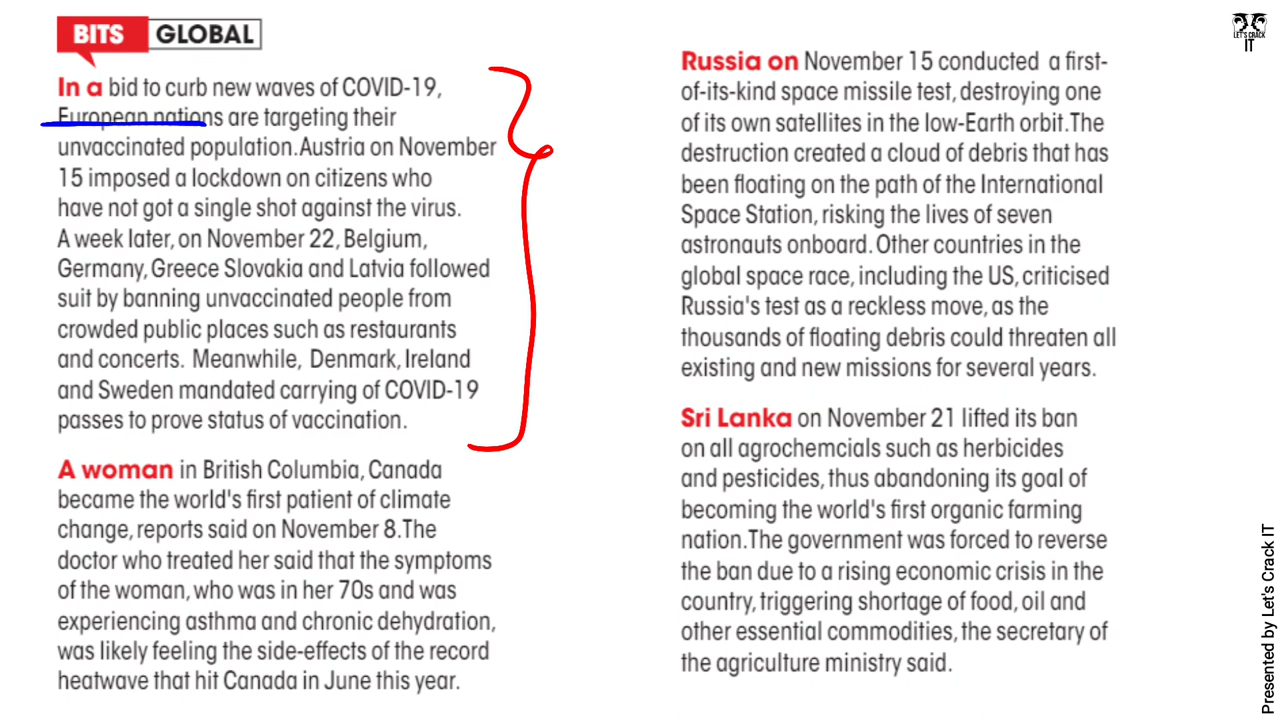 BITS GLOBAL
In a bid to curb new waves of COVID-19,
European nations are targeting their
unvaccinated population. Austria on November
15 imposed a lockdown on citizens who
have not got a single shot against the virus.
A week later, on November 22, Belgium,
Germany, Greece Slovakia and Latvia followed
suit by banning unvaccinated people from
crowded public places such as restaurants
and concerts. Meanwhile, Denmark, Ireland
and Sweden mandated carrying of COVID-19
passes to prove status of vaccination.
A woman in British Columbia, Canada
became the world's first patient of climate
change, reports said on November 8. The
doctor who treated her said that the symptoms
of the woman, who was in her 70s and was
experiencing asthma and chronic dehydration,
was likely feeling the side-effects of the record
heatwave that hit Canada in June this year.
Russia on November 15 conducted a first-
of-its-kind space missile test, destroying one
of its own satellites in the low-Earth orbit. The
destruction created a cloud of debris that has
been floating on the path of the International
Space Station, risking the lives of seven
astronauts onboard. Other countries in the
global space race, including the US, criticised
Russia's test as a reckless move, as the
thousands of floating debris could threaten all
existing and new missions for several years.
Sri Lanka on November 21 lifted its ban
on all agrochemcials such as herbicides
and pesticides, thus abandoning its goal of
becoming the world's first organic farming
nation. The government was forced to reverse
the ban due to a rising economic crisis in the
country, triggering shortage of food, oil and
other essential commodities, the secretary of
the agriculture ministry said.
LET'S CRACK
IT
Presented by Let's Crack IT